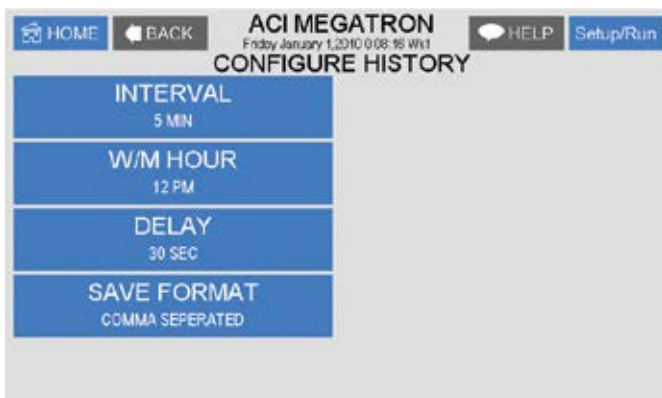 HOME BACK ACI MEGATRON HELP Setup/Run
Friday January 1,2010 0:08:16 Wk1
CONFIGURE HISTORY
INTERVAL
5 MIN
W/M HOUR
12 PM
DELAY
30 SEC
SAVE FORMAT
COMMA SEPERATED